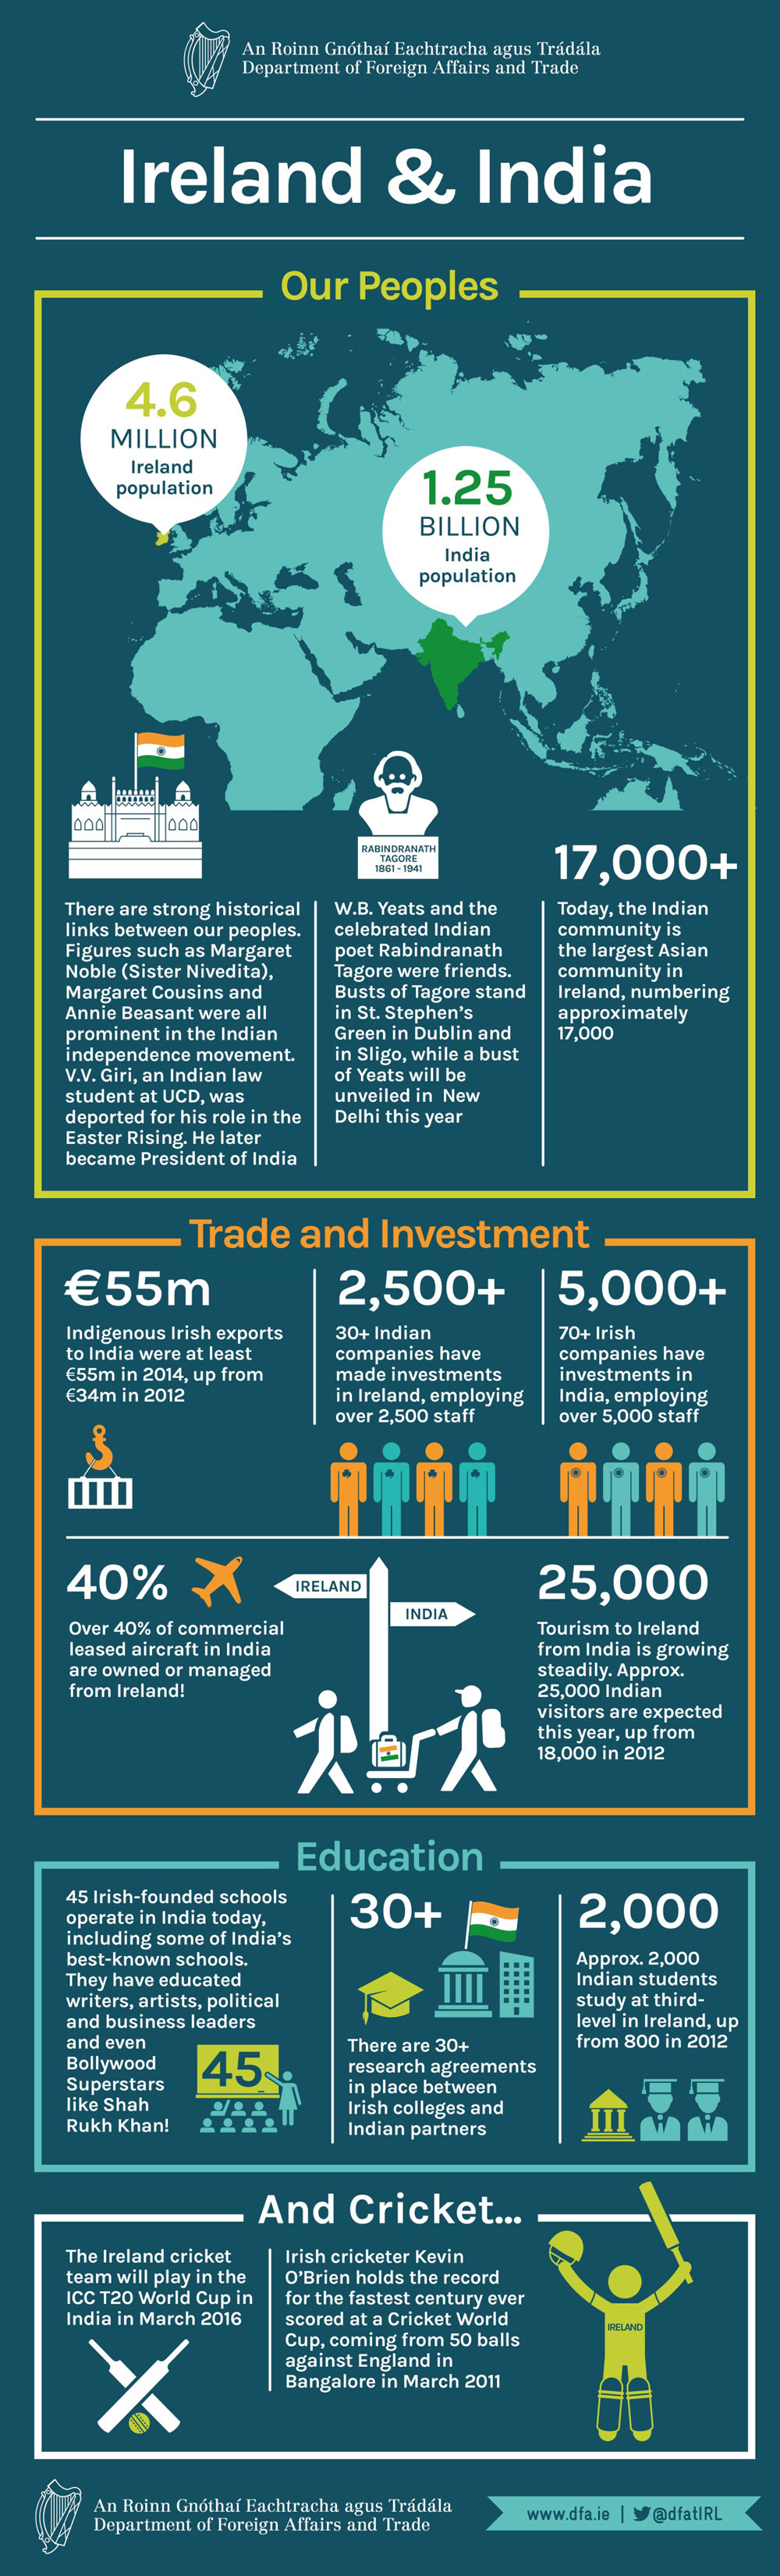 An Roinn Gnóthaí Eachtracha agus Trádála
Department of Foreign Affairs and Trade
Ireland & India
Our Peoples
4.6
MILLION
Ireland
population
1.25
BILLION
India
population
RABINDRANATH
TAGORE
1861 - 1941
17,000+
There are strong historical
links between our peoples.
Figures such as Margaret
Noble (Sister Nivedita),
Margaret Cousins and
Annie Beasant were all
prominent in the Indian
independence movement.
V.V. Giri, an Indian law
student at UCD, was
deported for his role in the
Easter Rising. He later
became President of India
W.B. Yeats and the
celebrated Indian
poet Rabindranath
Tagore were friends.
Busts of Tagore stand
in St. Stephen's
Green in Dublin and
in Sligo, while a bust
of Yeats will be
unveiled in New
Delhi this year
Today, the Indian
community is
the largest Asian
community in
Ireland, numbering
approximately
17,000
Trade and Investment
€55m
Indigenous Irish exports
to India were at least
€55m in 2014, up from
€34m in 2012
2,500+
30+ Indian
companies have
made investments
in Ireland, employing
over 2,500 staff
5,000+
70+ Irish
companies have
investments in
India, employing
over 5,000 staff
40%
Over 40% of commercial
leased aircraft in India
are owned or managed
from Ireland!
IRELAND
INDIA
25,000
Tourism to Ireland
from India is growing
steadily. Approx.
25,000 Indian
visitors are expected
this year, up from
18,000 in 2012
Education
45 Irish-founded schools
operate in India today,
including some of India's
best-known schools.
They have educated
writers, artists, political
and business leaders
and even
Bollywood
Superstars
like Shah
Rukh Khan!
45
30+
There are 30+
research agreements
in place between
Irish colleges and
Indian partners
2,000
Approx. 2,000
Indian students
study at third-
level in Ireland, up
from 800 in 2012
And Cricket...
The Ireland cricket
team will play in the
ICC T20 World Cup in
India in March 2016
Irish cricketer Kevin
O'Brien holds the record
for the fastest century ever
scored at a Cricket World
Cup, coming from 50 balls
against England in
Bangalore in March 2011
IRELAND
An Roinn Gnóthaí Eachtracha agus Trádála
Department of Foreign Affairs and Trade
www.dfa.ie | @dfatIRL